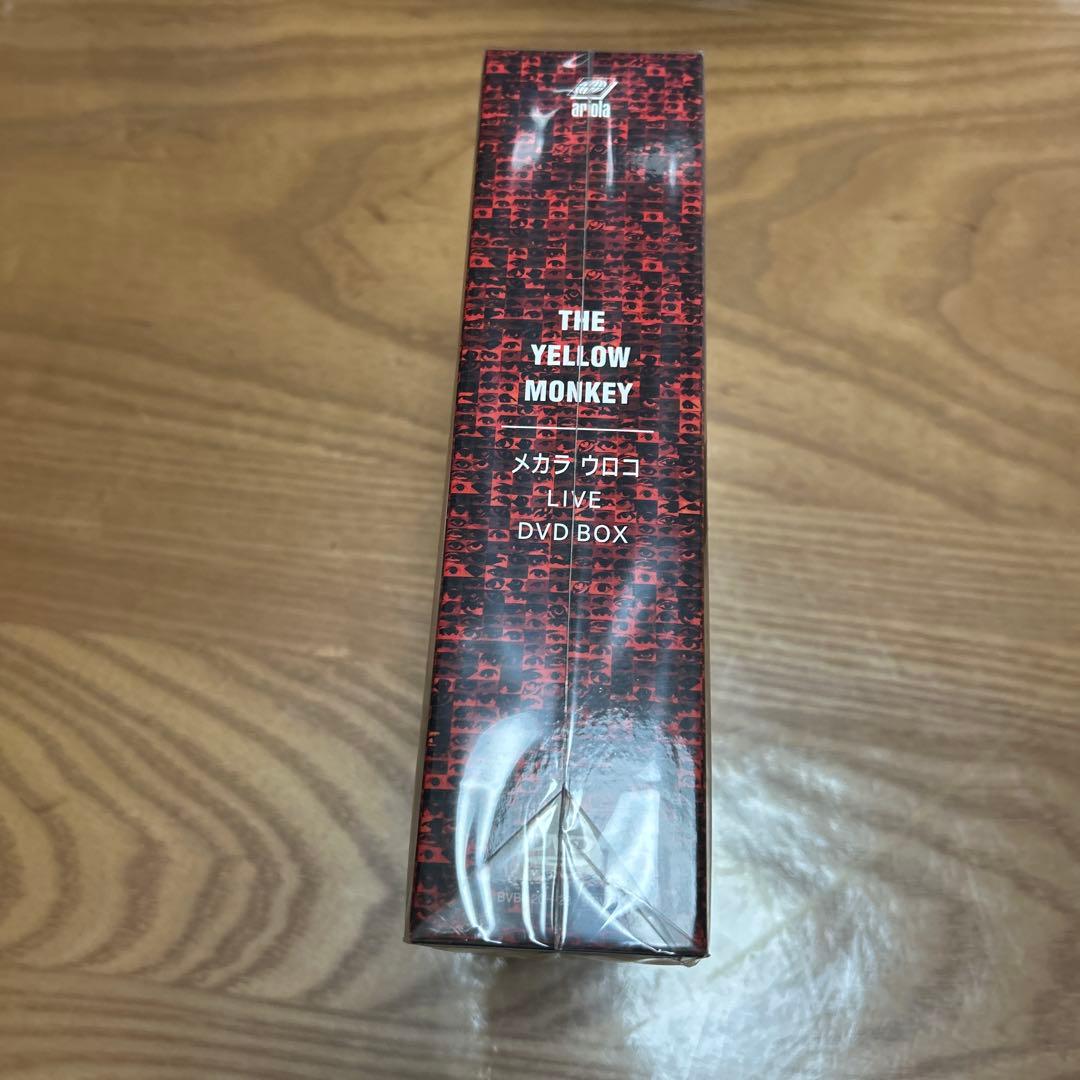 ariola
THE
YELLOW
MONKEY
メカラ ウロコ
LIVE
DVD BOX